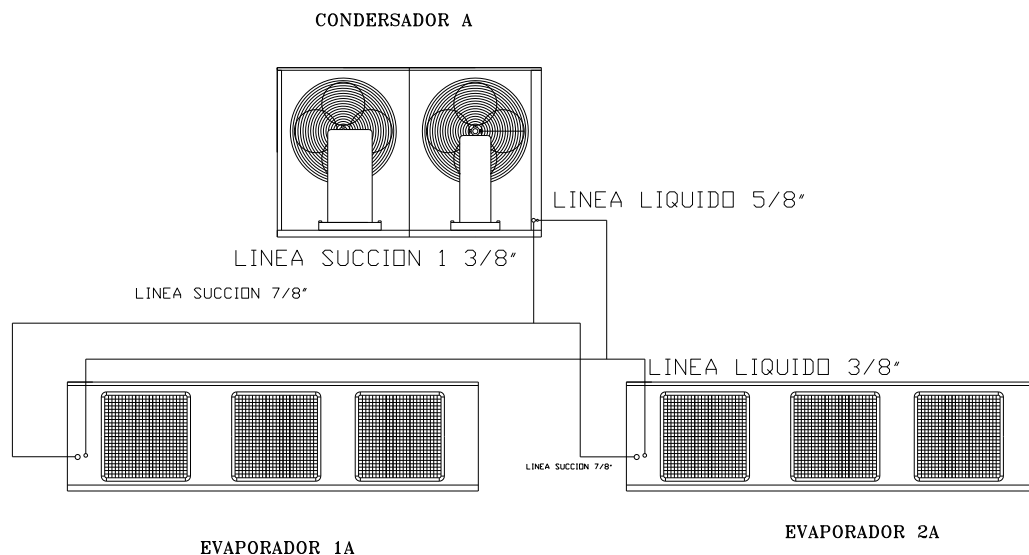 CONDERSADOR A
LINEA LIQUIDO 5/8"
LINEA SUCCION 1 3/8"
LINEA SUCCION 7/8"
LINEA LIQUIDO 3/8"
LINEA SUCCION 7/8"
EVAPORADOR 2A
EVAPORADOR 1A